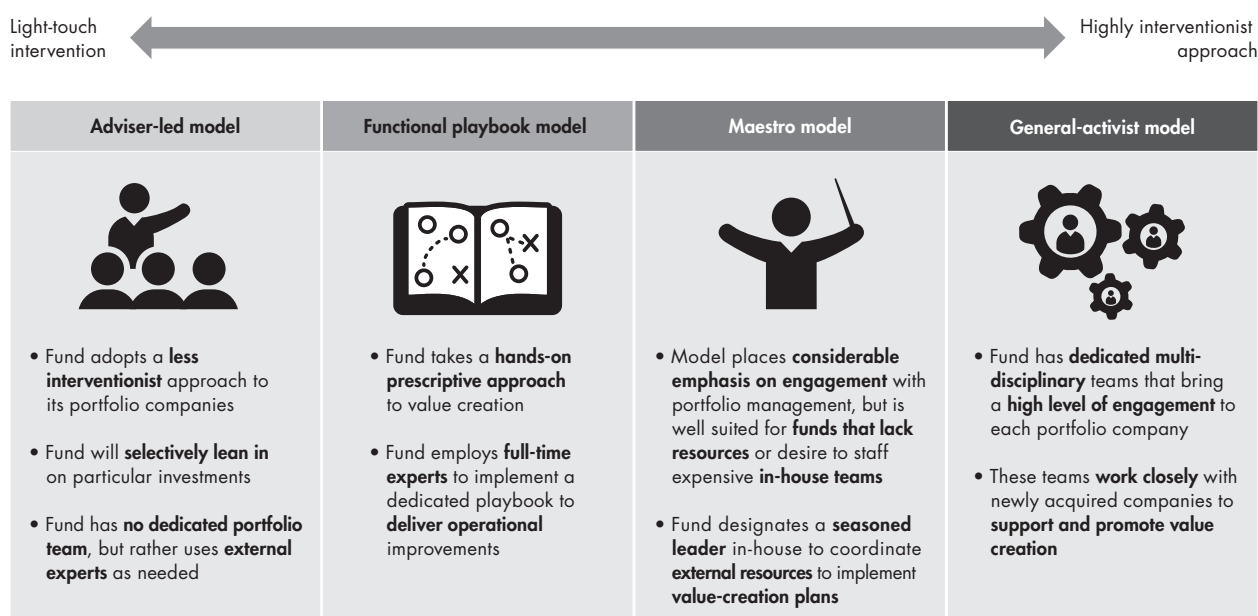 Light-touch
intervention
Highly interventionist
approach
Adviser-led model
• Fund adopts a less
interventionist approach to
its portfolio companies
• Fund will selectively lean in
on particular investments
• Fund has no dedicated portfolio
team, but rather uses external
experts as needed
Functional playbook model
• Fund takes a hands-on
prescriptive approach
to value creation
• Fund employs full-time
experts to implement a
dedicated playbook to
deliver operational
improvements
Maestro model
• Model places considerable
emphasis on engagement with
portfolio management, but is
well suited for funds that lack
resources or desire to staff
expensive in-house teams
• Fund designates a seasoned
leader in-house to coordinate
external resources to implement
value-creation plans
General-activist model
• Fund has dedicated multi-
disciplinary teams that bring
a high level of engagement to
each portfolio company
• These teams work closely with
newly acquired companies to
support and promote value
creation